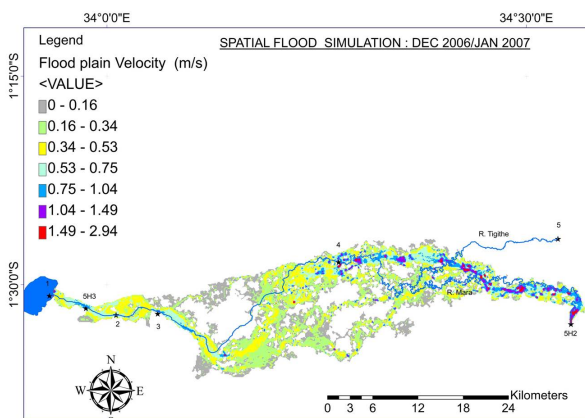 34°0'0"E
34°30'0"E
Legend
SPATIAL FLOOD SIMULATION : DEC 2006/JAN 2007
Flood plain Velocity (m/s)
<VALUE>
0 - 0.16
0.16 - 0.34
0.34 - 0.53
0.53 - 0.75
0.75 - 1.04
1.04 - 1.49
1.49 - 2.94
1°15'0"S
1°30'0"S
R. Tigithe
5
4
1
5H3
2
3
R. Mara
5H2
N
W
E
S
Kilometers
0 3 6 12 18 24